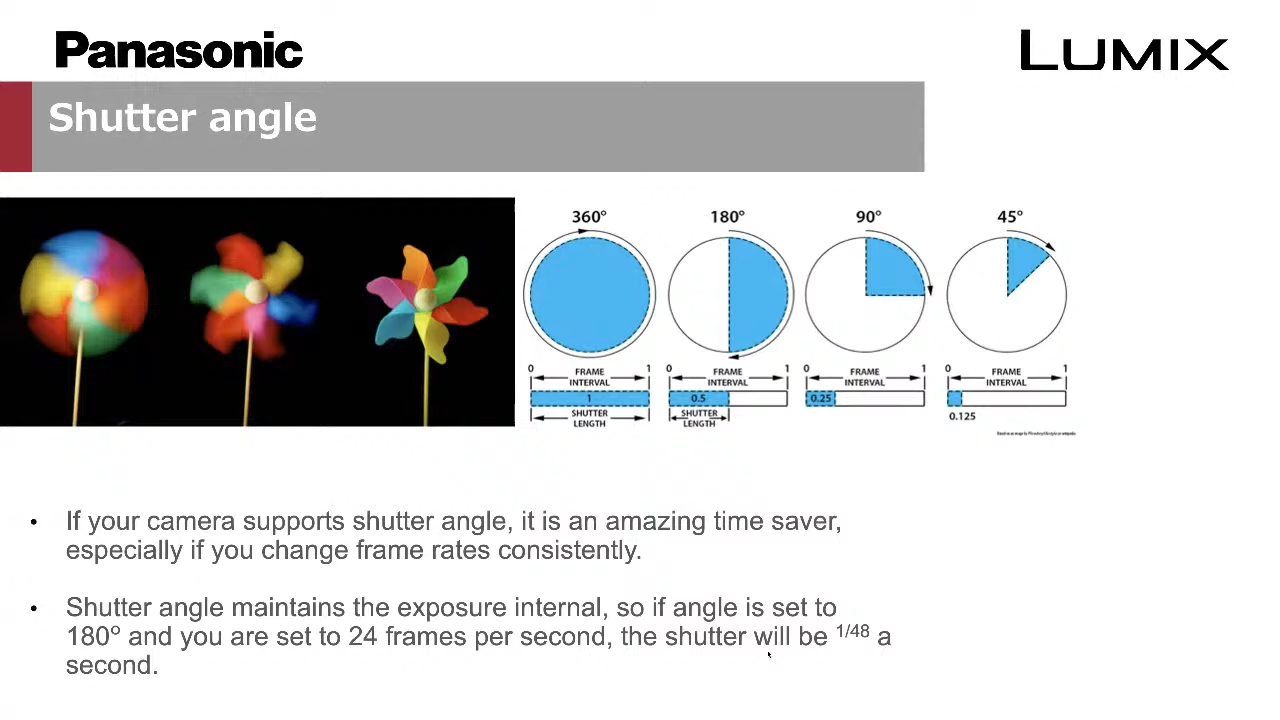 Panasonic
LUMIX
Shutter angle
360° 180° 90° 45°
0 FRAME INTERVAL 1 0 FRAME INTERVAL 1 0 FRAME INTERVAL 1 0 FRAME INTERVAL 1
1 0.5 0.25
SHUTTER LENGTH SHUTTER LENGTH 0.125
• If your camera supports shutter angle, it is an amazing time saver,
especially if you change frame rates consistently.
• Shutter angle maintains the exposure internal, so if angle is set to
180° and you are set to 24 frames per second, the shutter will be 1/48 a
second.